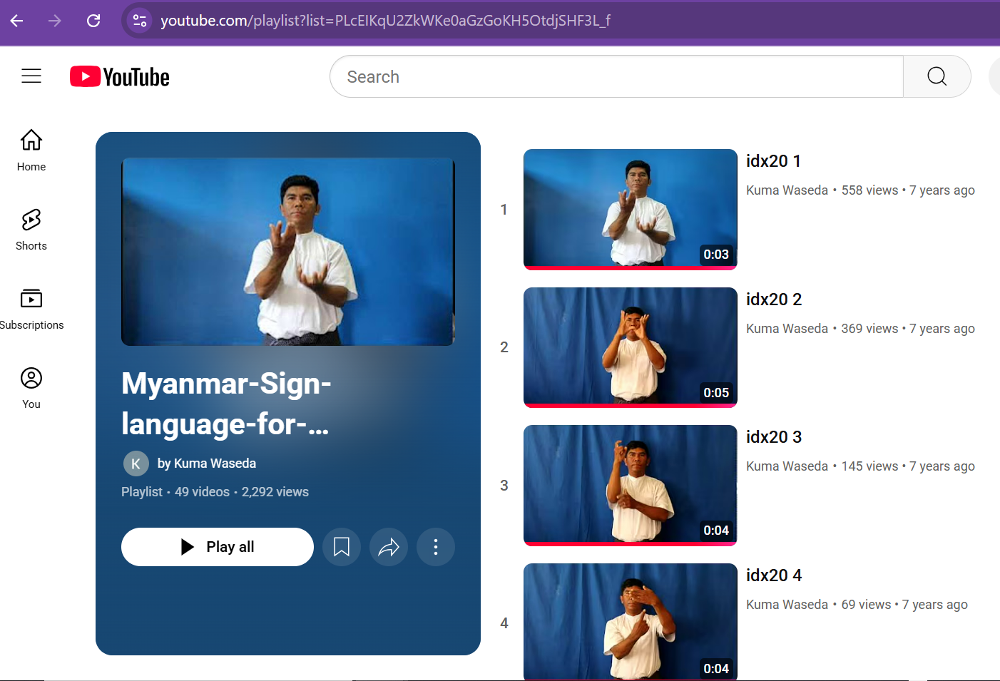 youtube.com/playlist?list=PLcEIKqU2ZkWKe0aGzGoKH5OtdjSHF3L_f
YouTube
Search
Home
Shorts
Subscriptions
You
Myanmar-Sign-
language-for-...
K
by Kuma Waseda
Playlist • 49 videos • 2,292 views
Play all
1
0:03
idx20 1
Kuma Waseda • 558 views • 7 years ago
2
0:05
idx20 2
Kuma Waseda • 369 views • 7 years ago
3
0:04
idx20 3
Kuma Waseda • 145 views • 7 years ago
4
0:04
idx20 4
Kuma Waseda • 69 views • 7 years ago